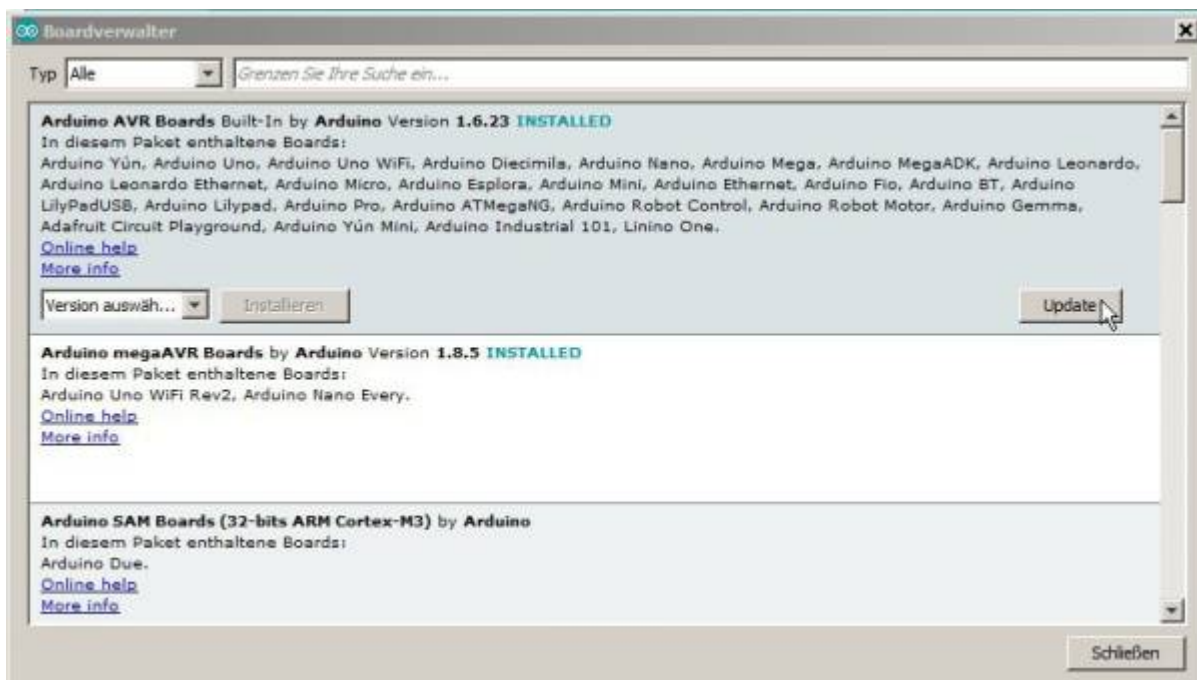 Boardverwalter
Typ Alle Grenzen Sie Ihre Suche ein...
Arduino AVR Boards Built-In by Arduino Version 1.6.23 INSTALLED
In diesem Paket enthaltene Boards:
Arduino Yún, Arduino Uno, Arduino Uno WiFi, Arduino Diecimila, Arduino Nano, Arduino Mega, Arduino MegaADK, Arduino Leonardo,
Arduino Leonardo Ethernet, Arduino Micro, Arduino Esplora, Arduino Mini, Arduino Ethernet, Arduino Fio, Arduino BT, Arduino
LilyPadUSB, Arduino Lilypad, Arduino Pro, Arduino ATMegaNG, Arduino Robot Control, Arduino Robot Motor, Arduino Gemma,
Adafruit Circuit Playground, Arduino Yún Mini, Arduino Industrial 101, Linino One.
Online help
More info
Version auswäh... Installieren Update
Arduino megaAVR Boards by Arduino Version 1.8.5 INSTALLED
In diesem Paket enthaltene Boards:
Arduino Uno WiFi Rev2, Arduino Nano Every.
Online help
More info
Arduino SAM Boards (32-bits ARM Cortex-M3) by Arduino
In diesem Paket enthaltene Boards:
Arduino Due.
Online help
More info
Schließen